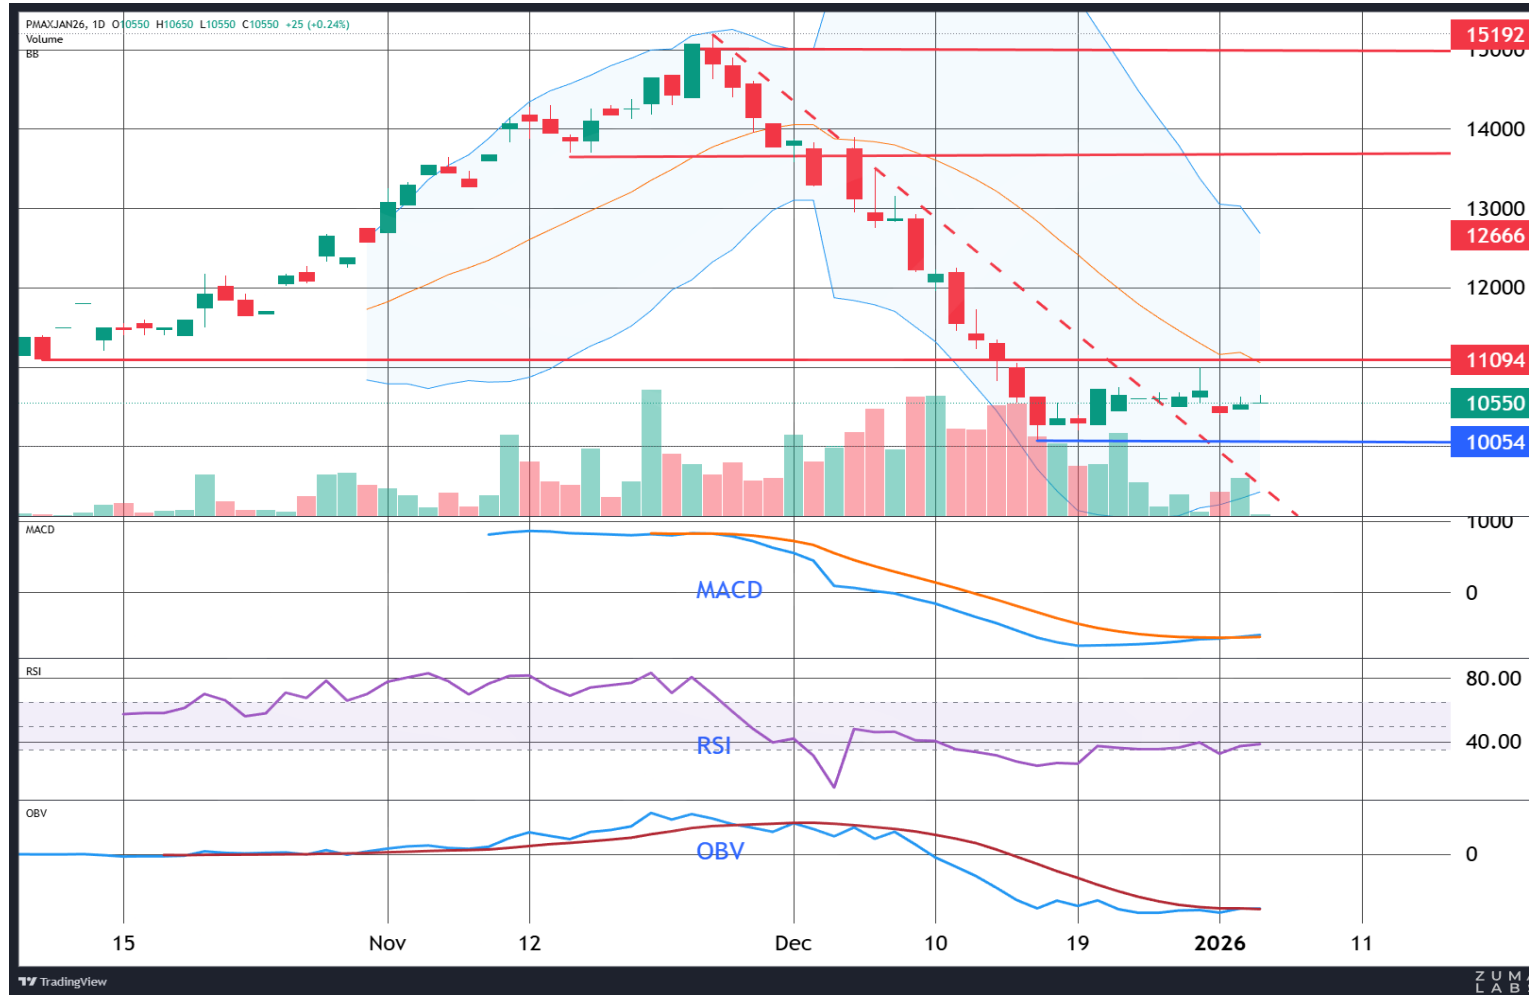 PMAXJAN26, 1D O10550 H10650 L10550 C10550 +25 (+0.24%)
Volume
BB
15192
15000
14000
13000
12666
12000
11094
10550
10054
MACD
1000
MACD
0
RSI
80.00
RSI
40.00
OBV
OBV
0
15 Nov 12 Dec 10 19 2026 11
TradingView
ZUMA
LABS